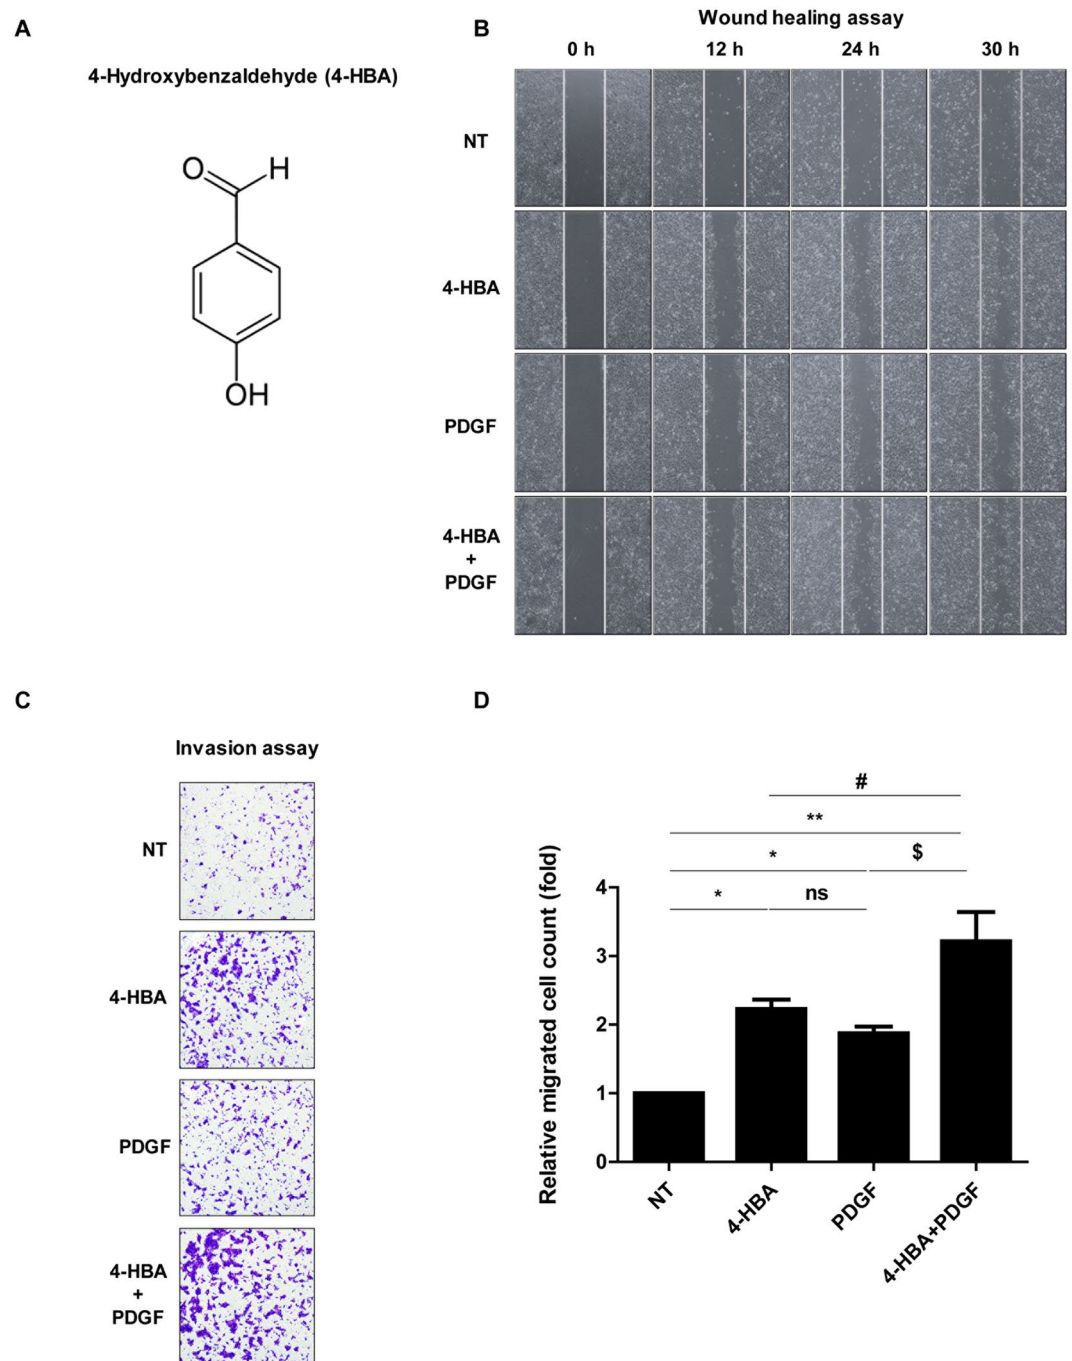 A
4-Hydroxybenzaldehyde (4-HBA)
O
H
OH
B
Wound healing assay
0 h
12 h
24 h
30 h
NT
4-HBA
PDGF
4-HBA
+
PDGF
C
Invasion assay
NT
4-HBA
PDGF
4-HBA
+
PDGF
D
#
**
*
$
*
ns
Relative migrated cell count (fold)
4
3
2
1
0
NT
4-HBA
PDGF
4-HBA+PDGF